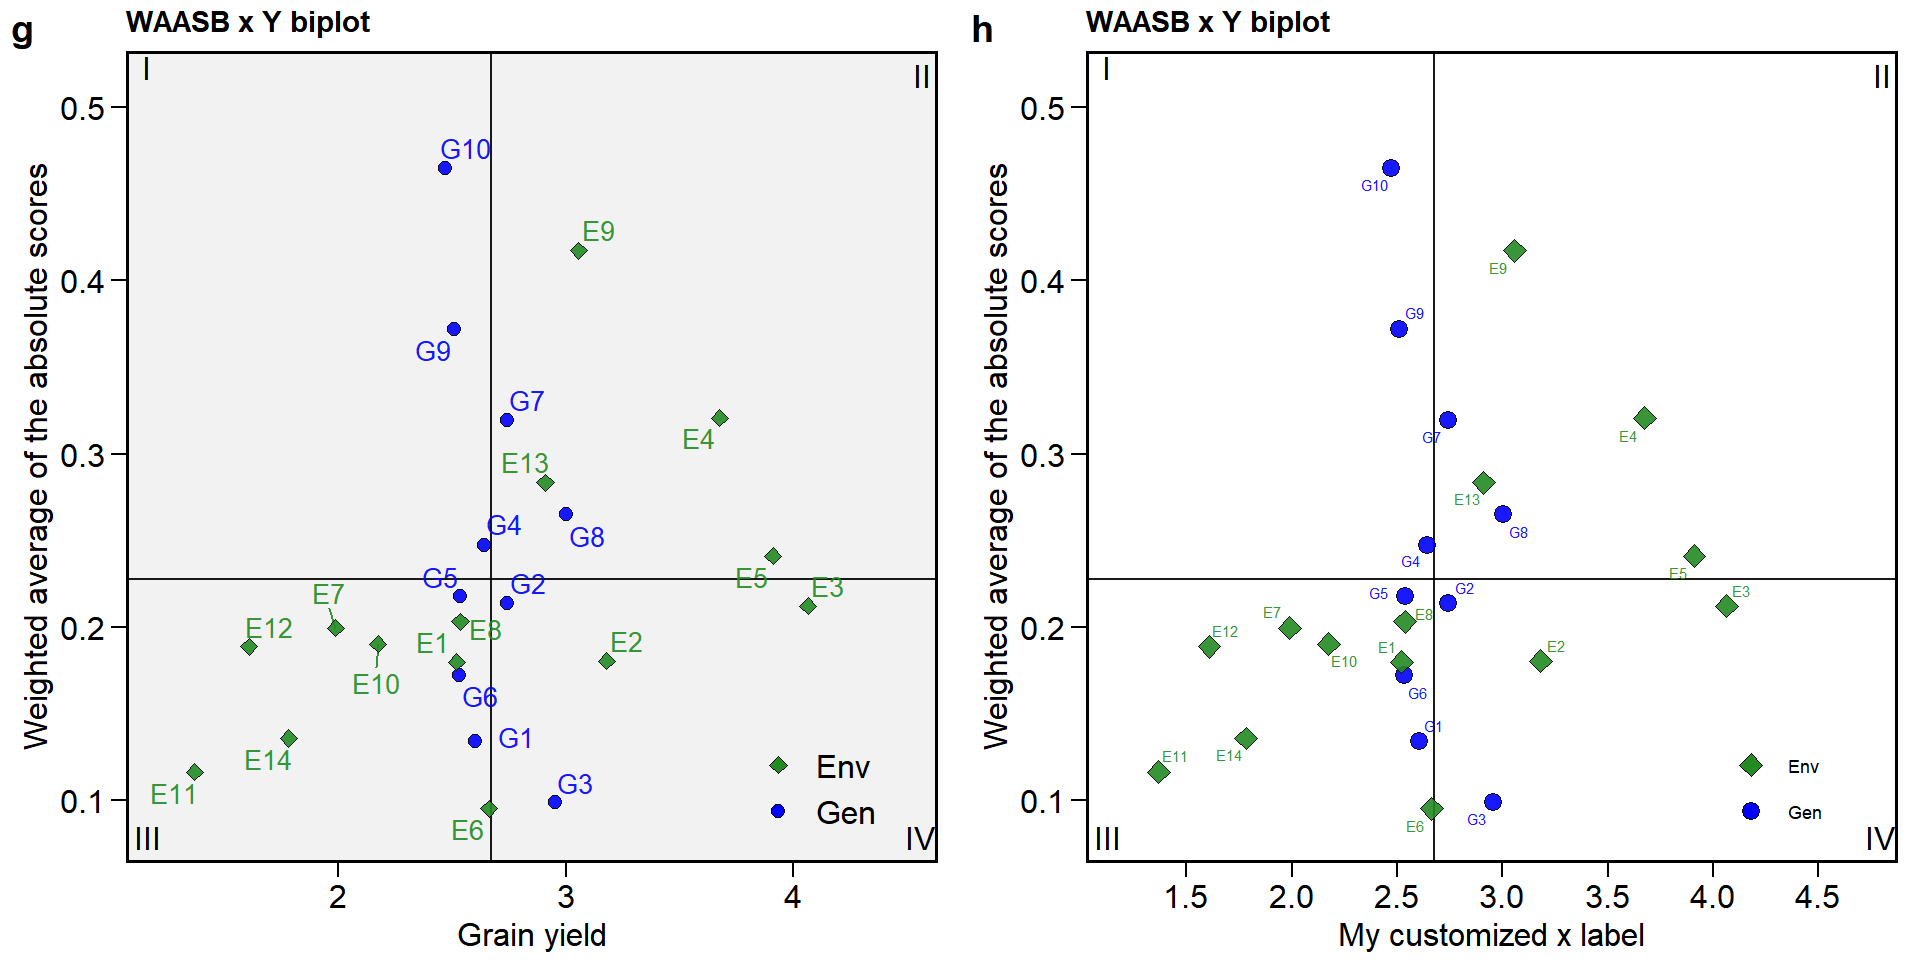 g
WAASB x Y biplot
I
II
0.5
0.4
0.3
0.2
0.1
Weighted average of the absolute scores
G10
E9
G9
G7
E4
E13
G4
G8
E5
G5
G2
E3
E7
E12
E8
E1
E2
E10
G6
G1
E14
E11
G3
E6
Env
Gen
III
IV
2 3 4
Grain yield
h
WAASB x Y biplot
I
II
0.5
0.4
0.3
0.2
0.1
Weighted average of the absolute scores
G10
E9
G9
G7
E4
E13
G8
G4
E5
G5
G2
E3
E7
E8
E12
E1
E2
E10
G6
G1
E14
E11
G3
E6
Env
Gen
III
IV
1.5 2.0 2.5 3.0 3.5 4.0 4.5
My customized x label